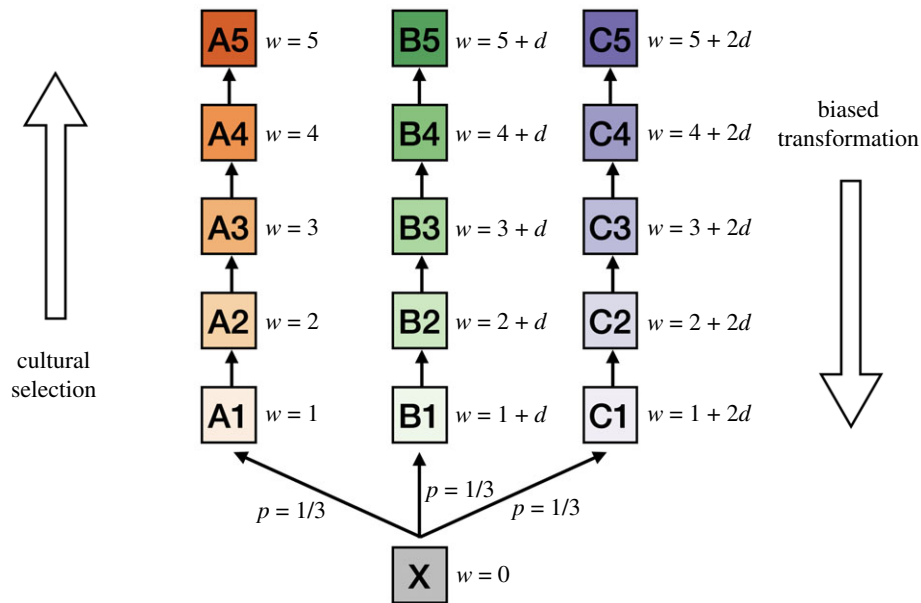 A5 w = 5 B5 w = 5 + d C5 w = 5 + 2d
biased
transformation
A4 w = 4 B4 w = 4 + d C4 w = 4 + 2d
A3 w = 3 B3 w = 3 + d C3 w = 3 + 2d
A2 w = 2 B2 w = 2 + d C2 w = 2 + 2d
cultural
selection
A1 w = 1 B1 w = 1 + d C1 w = 1 + 2d
p = 1/3 p = 1/3 p = 1/3
X w = 0